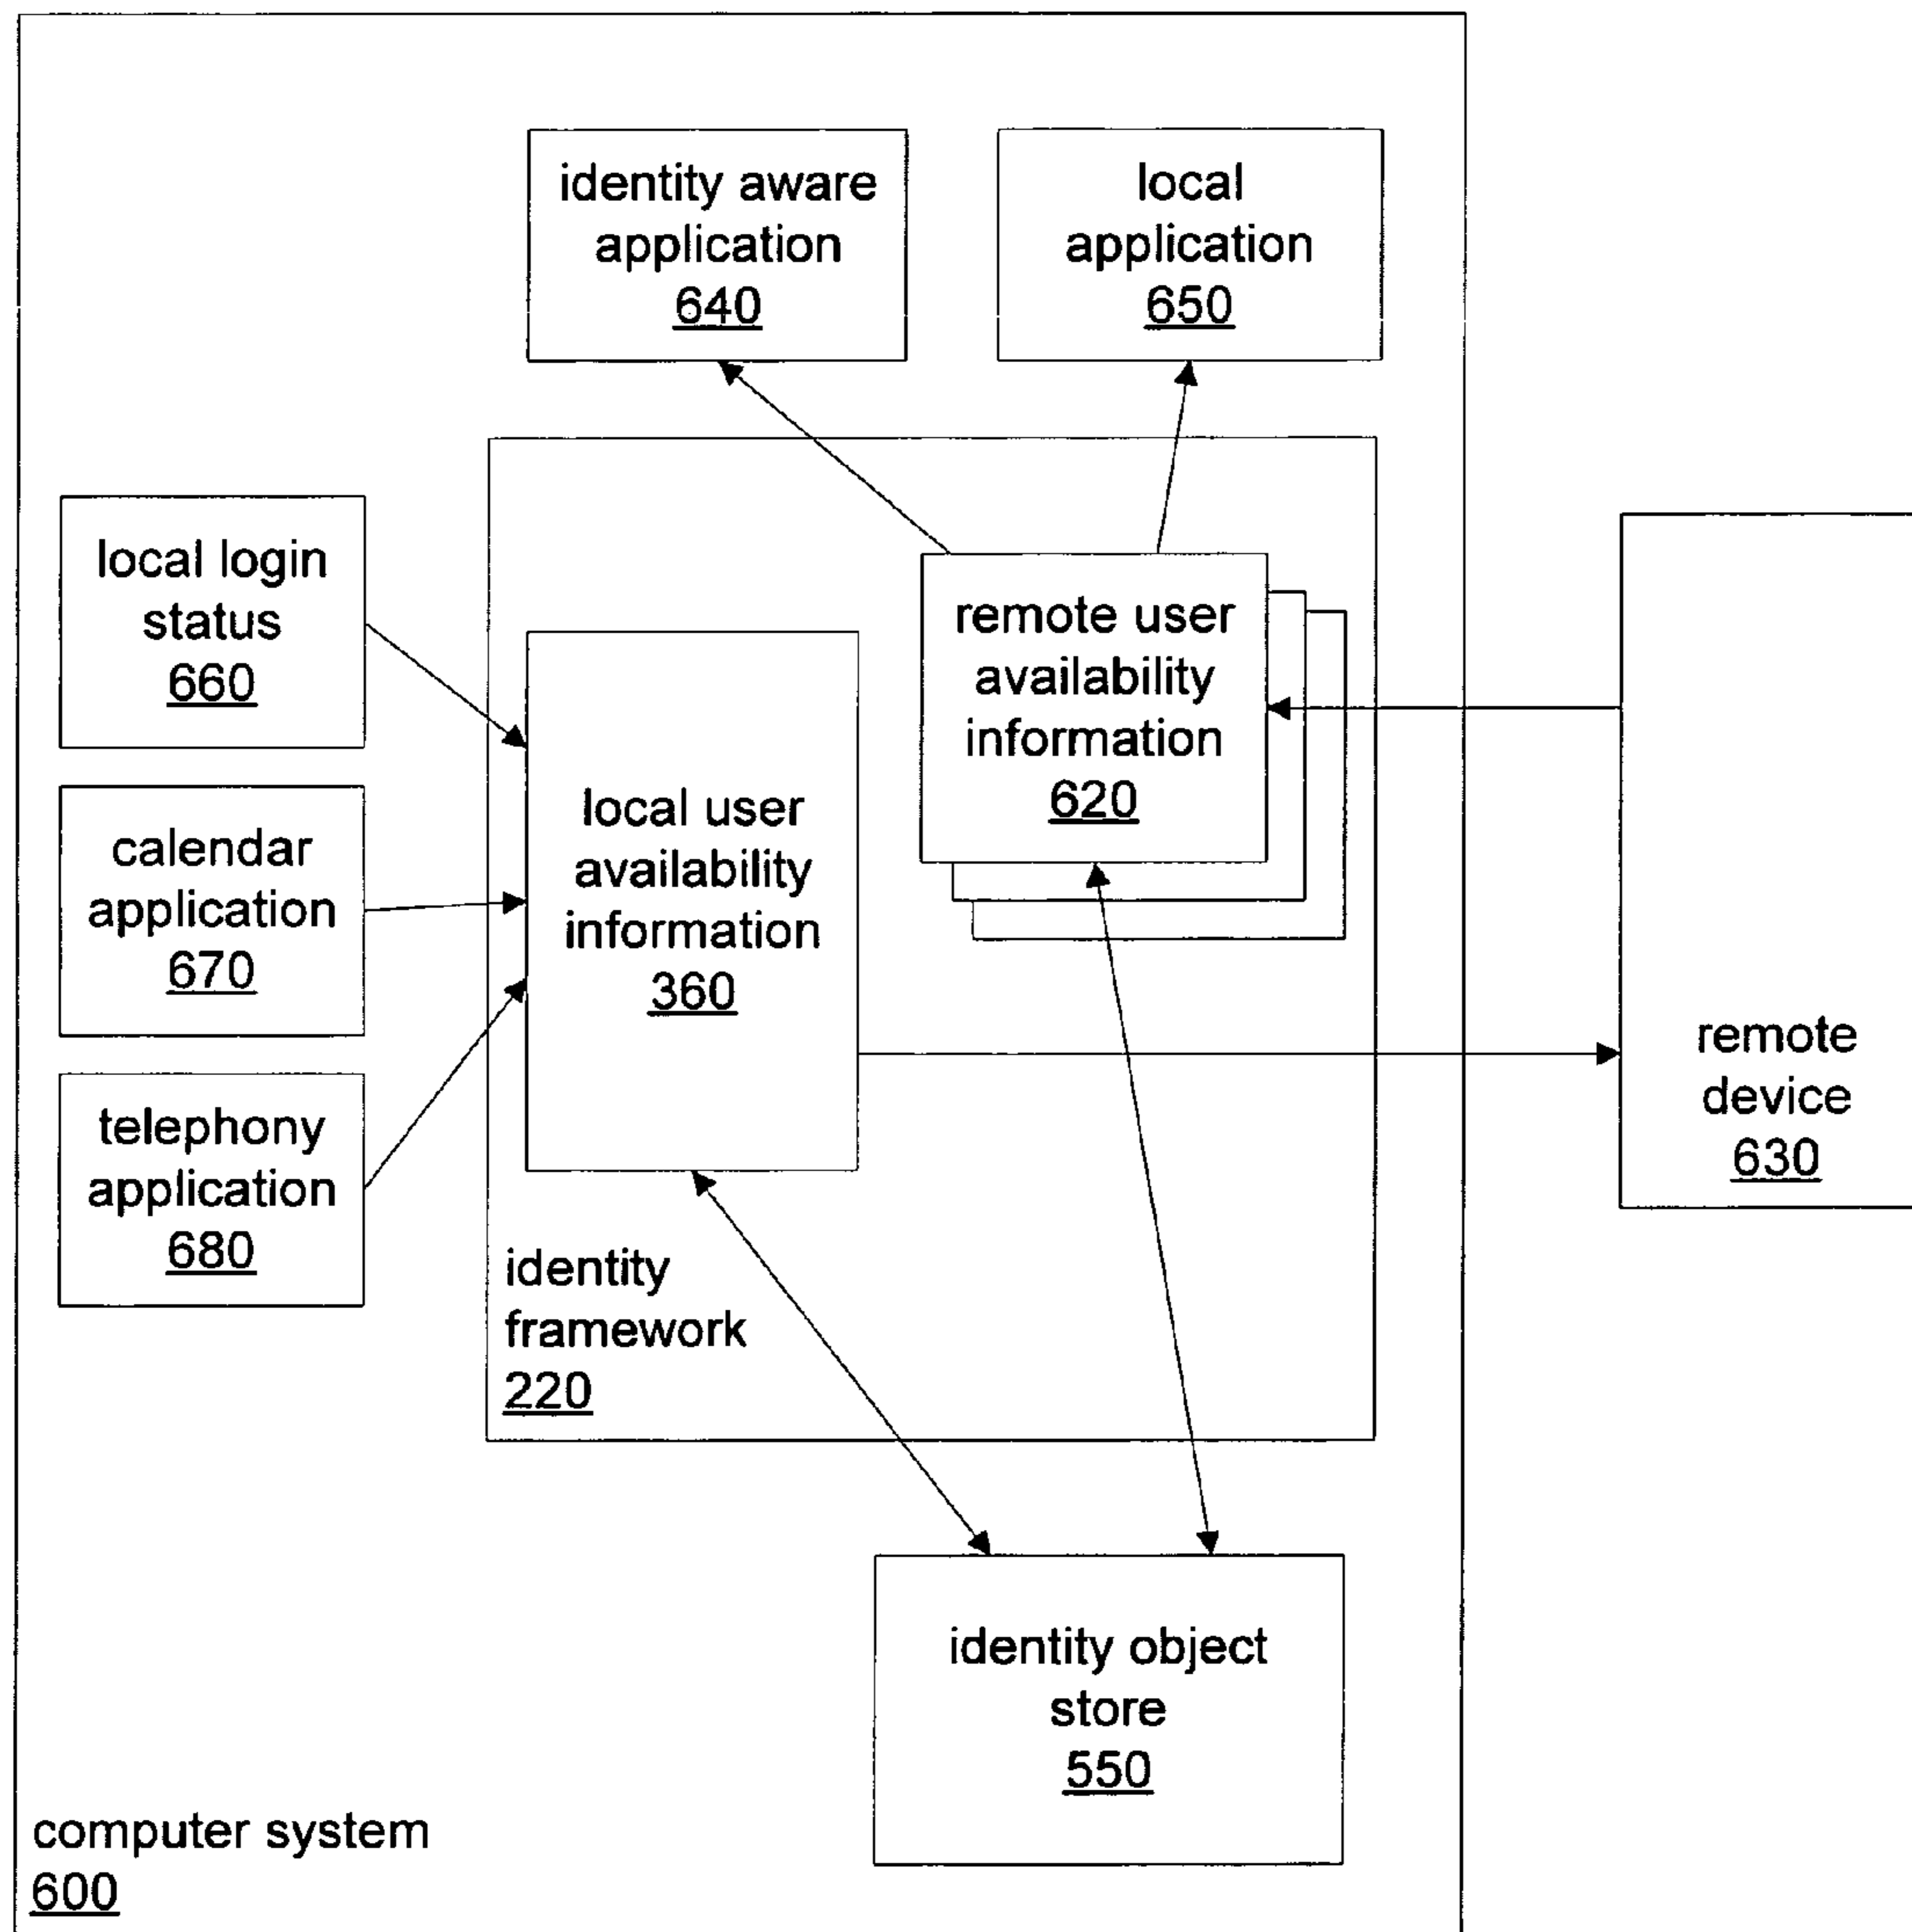 identity aware
application
640
local
application
650
local login
status
660
remote user
availability
information
620
calendar
application
670
local user
availability
information
360
remote
device
630
telephony
application
680
identity
framework
220
identity object
store
550
computer system
600